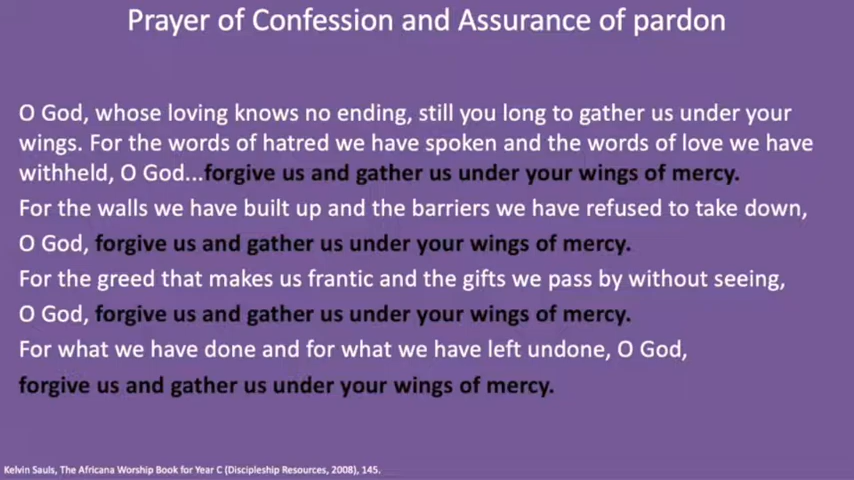 Prayer of Confession and Assurance of pardon
O God, whose loving knows no ending, still you long to gather us under your
wings. For the words of hatred we have spoken and the words of love we have
withheld, O God...forgive us and gather us under your wings of mercy.
For the walls we have built up and the barriers we have refused to take down,
O God, forgive us and gather us under your wings of mercy.
For the greed that makes us frantic and the gifts we pass by without seeing,
O God, forgive us and gather us under your wings of mercy.
For what we have done and for what we have left undone, O God,
forgive us and gather us under your wings of mercy.
Kelvin Sauls, The Africana Worship Book for Year C (Discipleship Resources, 2008), 145.